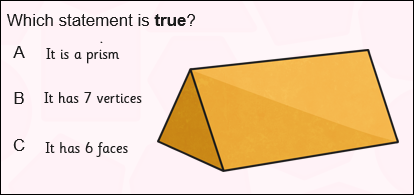 Which statement is true?
A It is a prism
B It has 7 vertices
C It has 6 faces